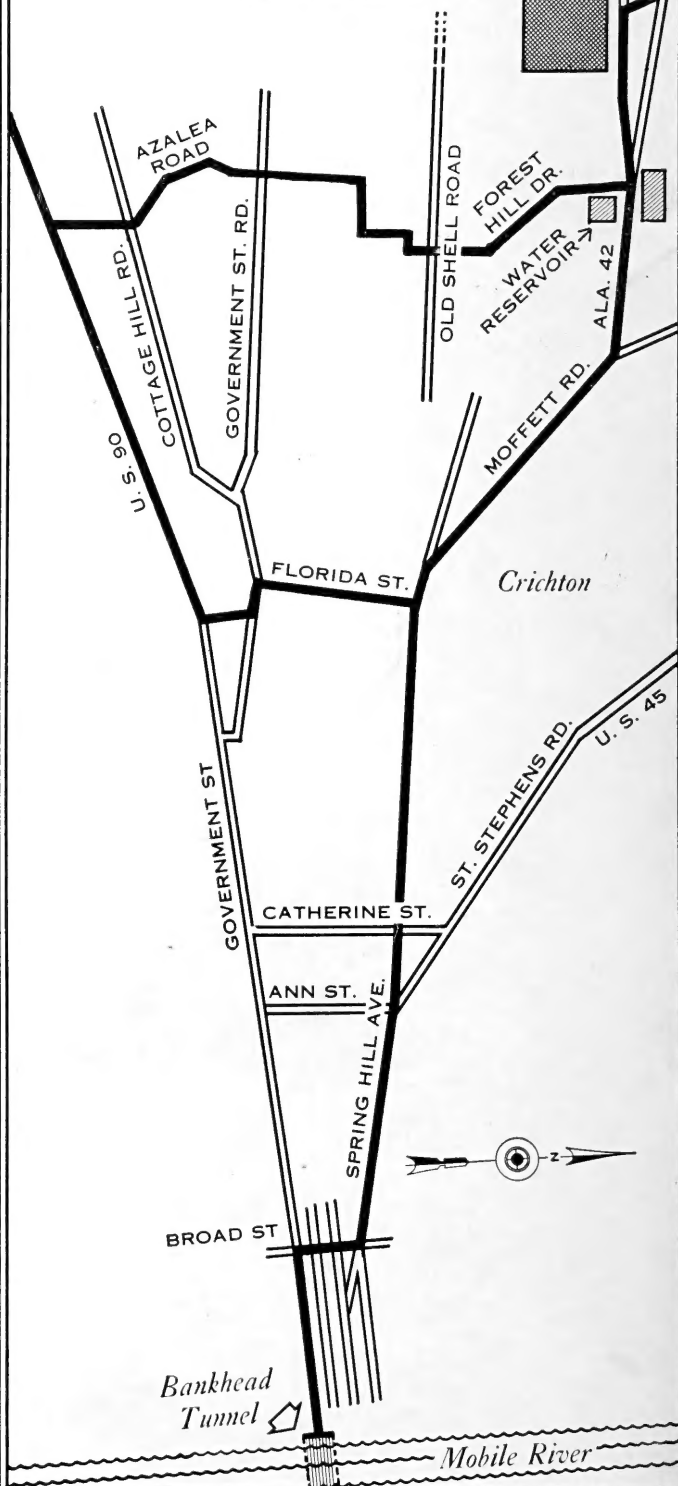 AZALEA
ROAD
FOREST
HILL DR.
OLD SHELL ROAD
WATER
RESERVOIR
ALA. 42
COTTAGE HILL RD.
GOVERNMENT ST. RD.
MOFFETT RD.
U. S. 90
FLORIDA ST.
Crichton
U. S. 45
ST. STEPHENS RD.
GOVERNMENT ST
CATHERINE ST.
ANN ST.
SPRING HILL AVE.
Z
BROAD ST
Bankhead
Tunnel
Mobile River